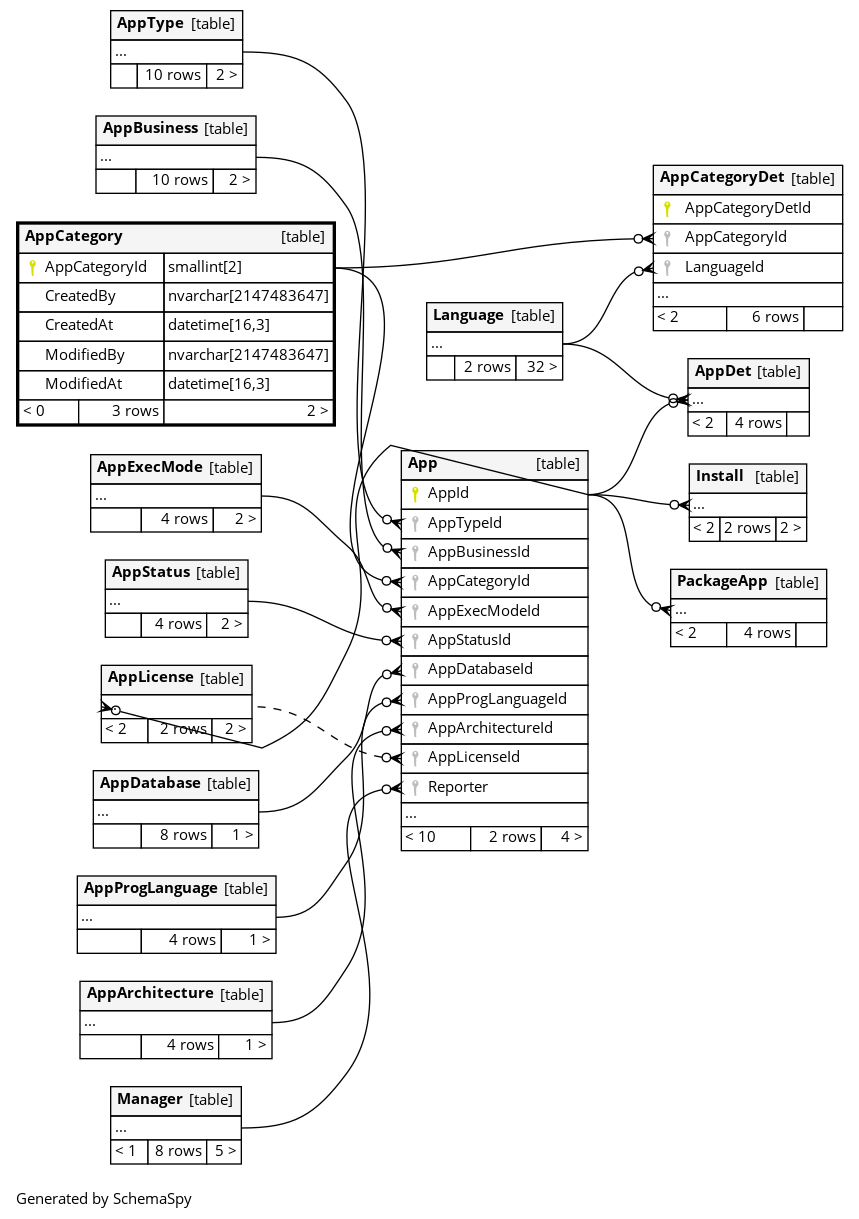 AppType [table]
...
10 rows 2 >
AppBusiness [table]
...
10 rows 2 >
AppCategory [table]
AppCategoryId smallint[2]
CreatedBy nvarchar[2147483647]
CreatedAt datetime[16,3]
ModifiedBy nvarchar[2147483647]
ModifiedAt datetime[16,3]
< 0 3 rows 2 >
AppExecMode [table]
...
4 rows 2 >
AppStatus [table]
...
4 rows 2 >
AppLicense [table]
...
< 2 2 rows 2 >
AppDatabase [table]
...
8 rows 1 >
AppProgLanguage [table]
...
4 rows 1 >
AppArchitecture [table]
...
4 rows 1 >
Manager [table]
...
< 1 8 rows 5 >
Language [table]
...
2 rows 32 >
App [table]
AppId
AppTypeId
AppBusinessId
AppCategoryId
AppExecModeId
AppStatusId
AppDatabaseId
AppProgLanguageId
AppArchitectureId
AppLicenseId
Reporter
...
< 10 2 rows 4 >
AppCategoryDet [table]
AppCategoryDetId
AppCategoryId
LanguageId
...
< 2 6 rows
AppDet [table]
...
< 2 4 rows
Install [table]
...
< 2 2 rows 2 >
PackageApp [table]
...
< 2 4 rows
Generated by SchemaSpy